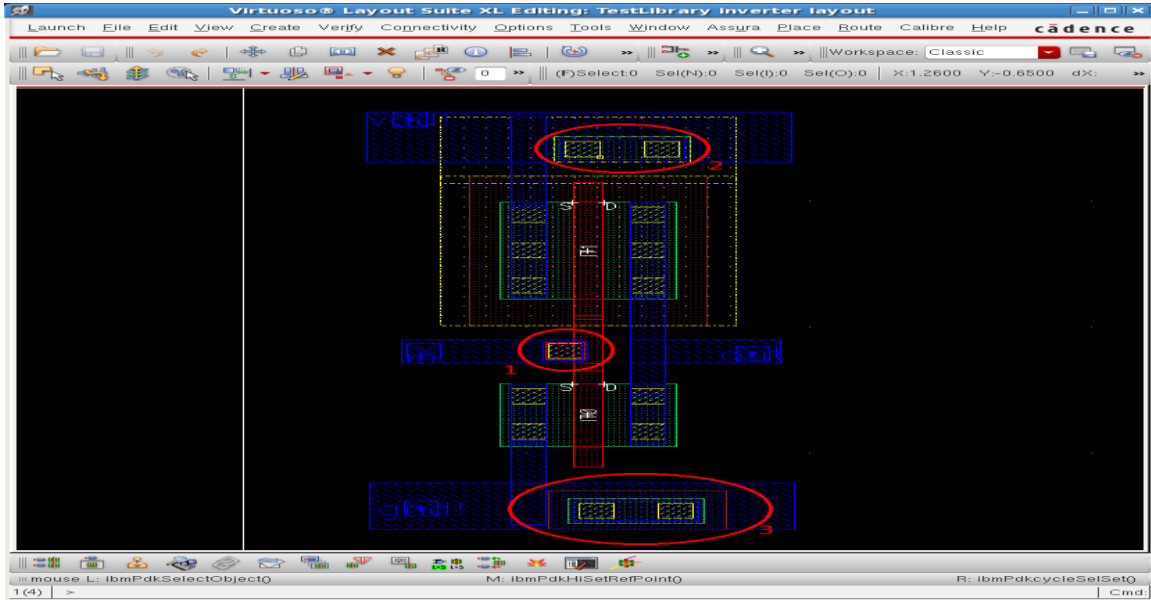 Virtuoso® Layout Suite XL Editing: TestLibrary inverter layout
Launch File Edit View Create Verify Connectivity Options Tools Window Assura Place Route Calibre Help cādence
» » » Workspace: Classic
0 » (F)Select:0 Sel(N):0 Sel(I):0 Sel(O):0 X:1.2600 Y:-0.6500 dX: »
2
S D
1
S D
3
mouse L: ibmPdkSelectObject() M: ibmPdkHiSetRefPoint() R: ibmPdkcycleSelSet()
1(4) > Cmd: